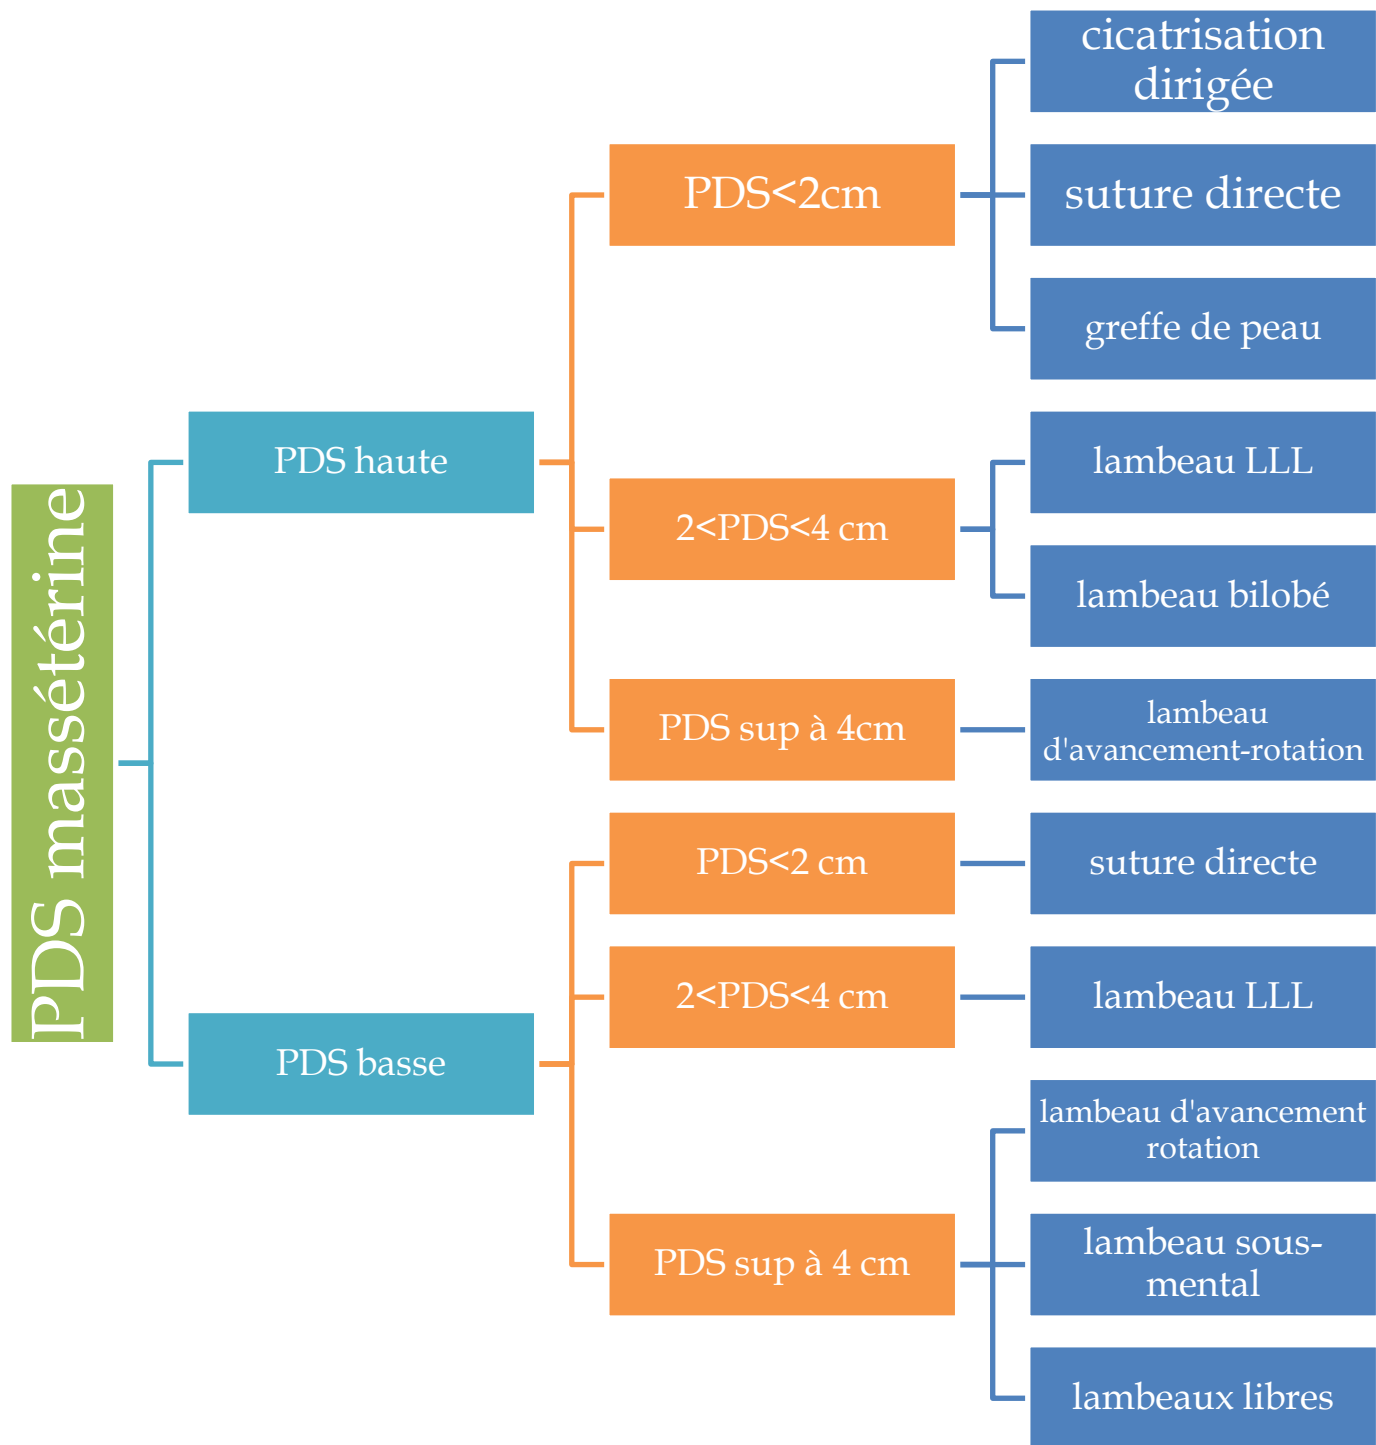 PDS massétérine
PDS haute
PDS<2cm
cicatrisation
dirigée
suture directe
greffe de peau
2<PDS<4 cm
lambeau LLL
lambeau bilobé
PDS sup à 4cm
lambeau
d'avancement-rotation
PDS basse
PDS<2 cm
suture directe
2<PDS<4 cm
lambeau LLL
PDS sup à 4 cm
lambeau d'avancement
rotation
lambeau sous-
mental
lambeaux libres